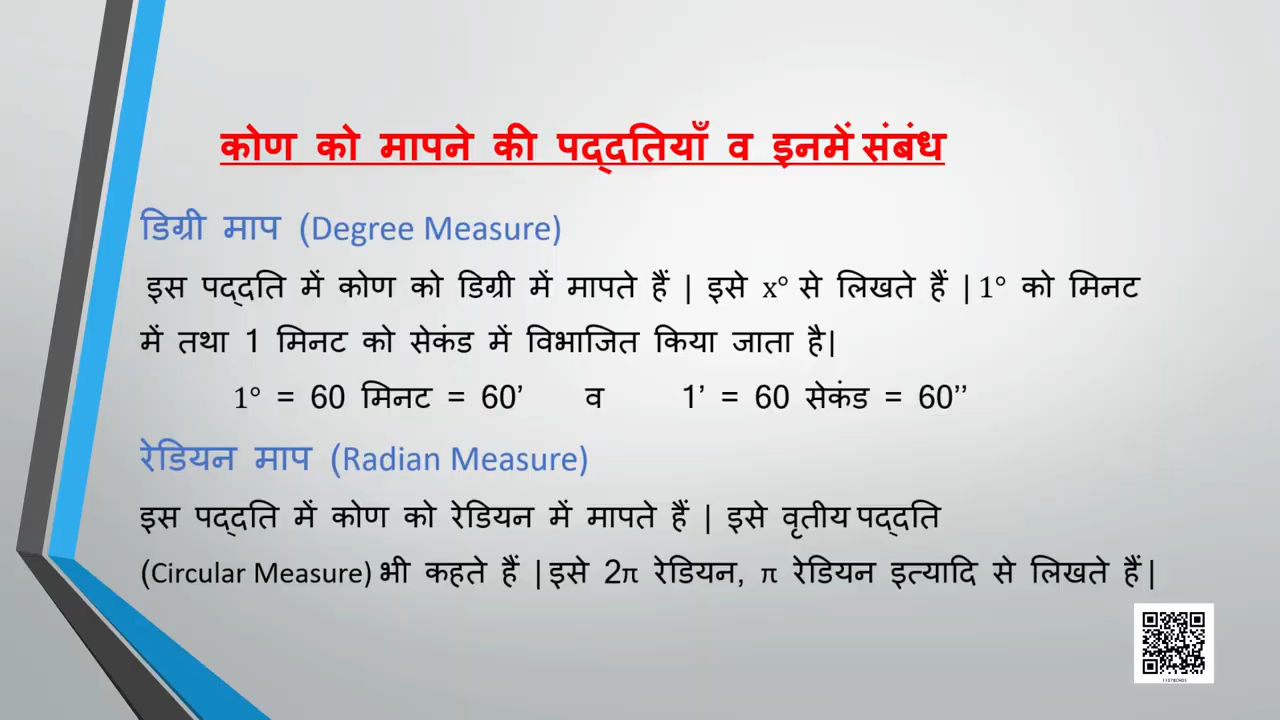 कोण को मापने की पद्दतियाँ व इनमें संबंध
डिग्री माप (Degree Measure)
इस पद्दति में कोण को डिग्री में मापते हैं | इसे x° से लिखते हैं | 1° को मिनट
में तथा 1 मिनट को सेकंड में विभाजित किया जाता है|
1° = 60 मिनट = 60’ व 1’ = 60 सेकंड = 60’’
रेडियन माप (Radian Measure)
इस पद्दति में कोण को रेडियन में मापते हैं | इसे वृतीय पद्दति
(Circular Measure) भी कहते हैं | इसे 2π रेडियन, π रेडियन इत्यादि से लिखते हैं|